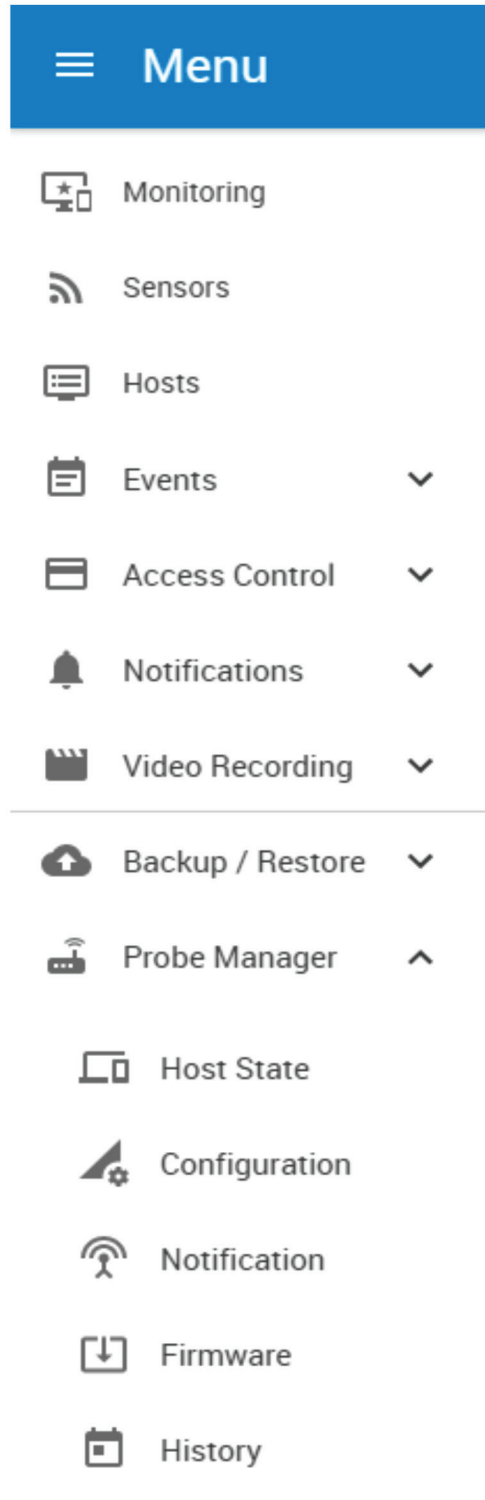 Menu
Monitoring
Sensors
Hosts
Events
Access Control
Notifications
Video Recording
Backup / Restore
Probe Manager
Host State
Configuration
Notification
Firmware
History